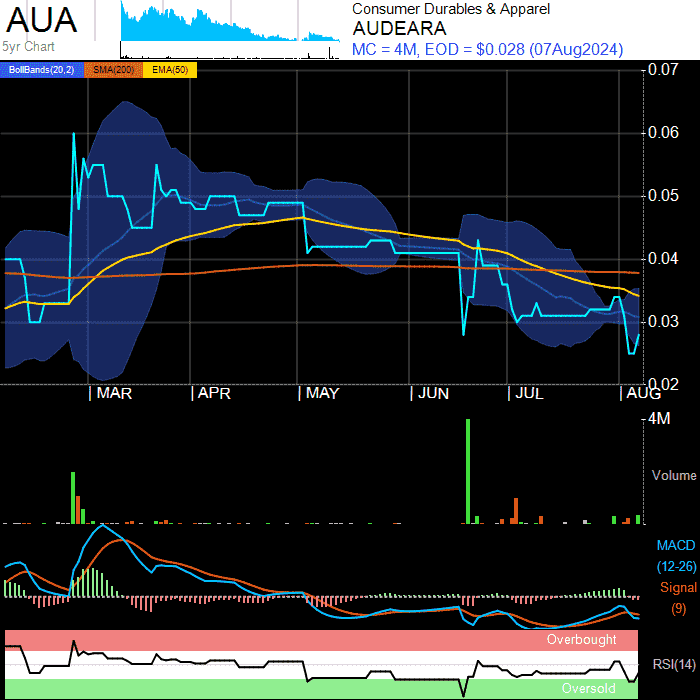 AUA
5yr Chart
Consumer Durables & Apparel
AUDEARA
MC = 4M, EOD = $0.028 (07Aug2024)
BollBands(20,2) SMA(200) EMA(50)
0.07
0.06
0.05
0.04
0.03
0.02
MAR APR MAY JUN JUL AUG
4M
Volume
MACD
(12-26)
Signal
(9)
Overbought
RSI(14)
Oversold